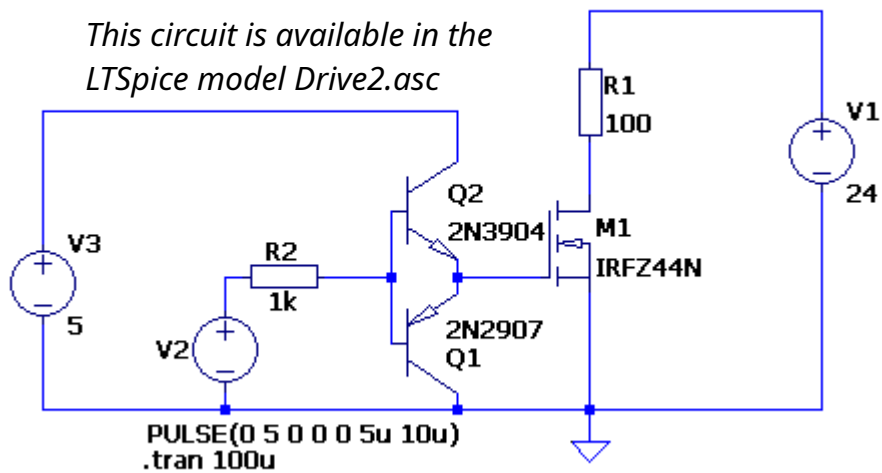 This circuit is available in the
LTSpice model Drive2.asc
R1
100
V1
24
Q2
2N3904
M1
IRFZ44N
V3
5
R2
1k
V2
2N2907
Q1
PULSE(0 5 0 0 0 5u 10u)
.tran 100u